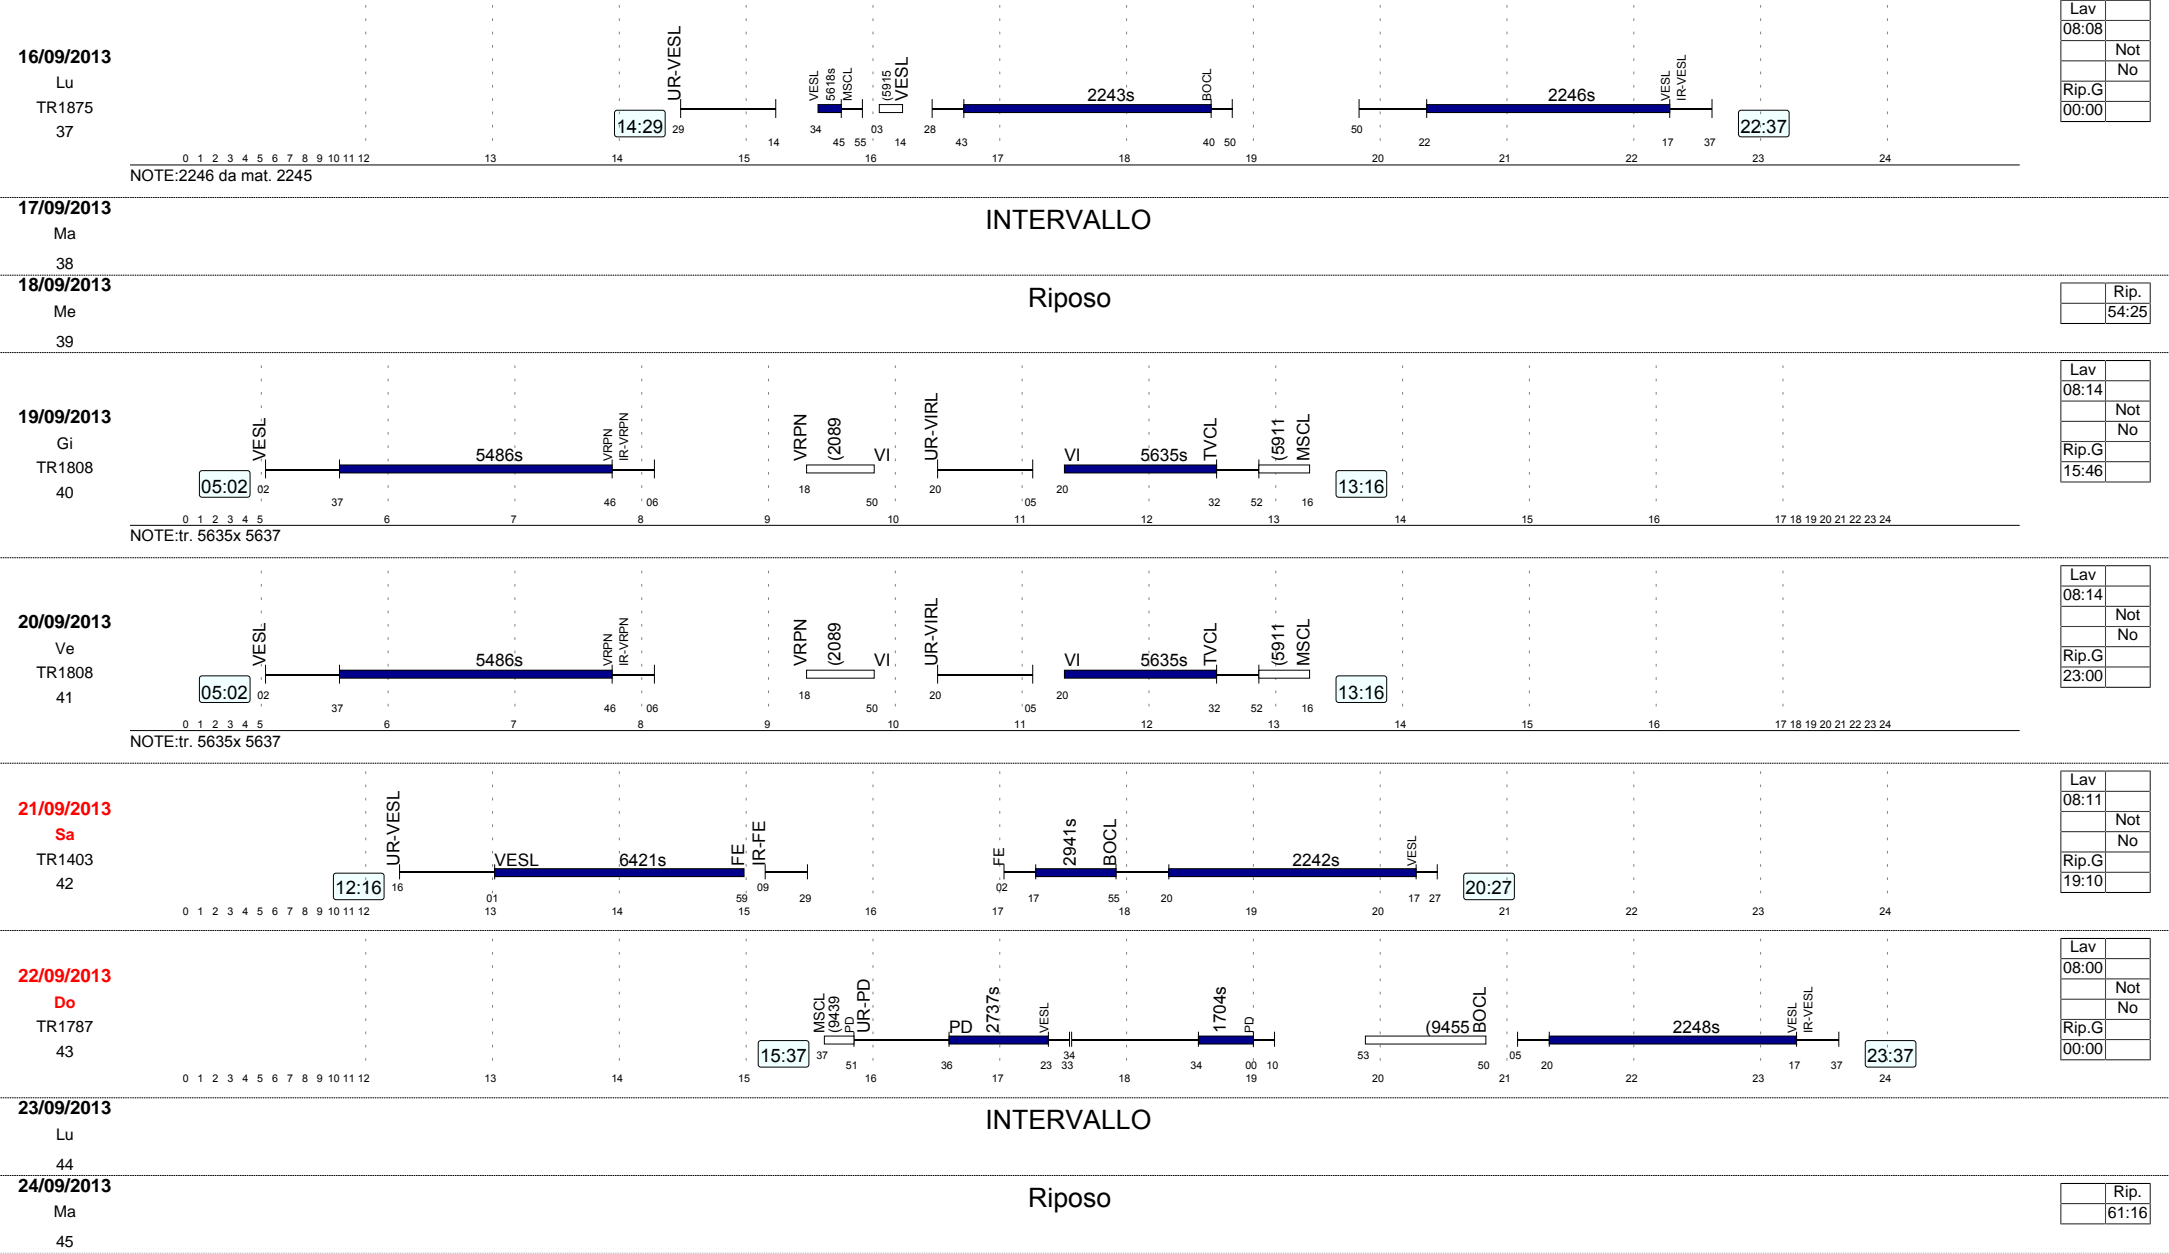 16/09/2013
Lu
TR1875
37
14:29
UR-VESL
VESL
5618s
MSCL
(5915
VESL
2243s
BOCL
2246s
VESL
IR-VESL
22:37
29 14 34 45 55 03 14 28 43 40 50 50 22 17 37
0 1 2 3 4 5 6 7 8 9 10 11 12 13 14 15 16 17 18 19 20 21 22 23 24
NOTE:2246 da mat. 2245
Lav
08:08
Not
No
Rip.G
00:00
17/09/2013
Ma
38
INTERVALLO
18/09/2013
Me
39
Riposo
Rip.
54:25
19/09/2013
Gi
TR1808
40
05:02
VESL
5486s
VRPN
IR-VRPN
VRPN
(2089
VI
UR-VIRL
VI
5635s
TVCL
(5911
MSCL
13:16
02 37 46 06 18 50 20 05 20 32 52 16
0 1 2 3 4 5 6 7 8 9 10 11 12 13 14 15 16 17 18 19 20 21 22 23 24
NOTE:tr. 5635x 5637
Lav
08:14
Not
No
Rip.G
15:46
20/09/2013
Ve
TR1808
41
05:02
VESL
5486s
VRPN
IR-VRPN
VRPN
(2089
VI
UR-VIRL
VI
5635s
TVCL
(5911
MSCL
13:16
02 37 46 06 18 50 20 05 20 32 52 16
0 1 2 3 4 5 6 7 8 9 10 11 12 13 14 15 16 17 18 19 20 21 22 23 24
NOTE:tr. 5635x 5637
Lav
08:14
Not
No
Rip.G
23:00
21/09/2013
Sa
TR1403
42
12:16
UR-VESL
VESL
6421s
FE
IR-FE
FE
2941s
BOCL
2242s
VESL
20:27
16 01 59 09 29 02 17 55 20 17 27
0 1 2 3 4 5 6 7 8 9 10 11 12 13 14 15 16 17 18 19 20 21 22 23 24
Lav
08:11
Not
No
Rip.G
19:10
22/09/2013
Do
TR1787
43
15:37
MSCL
(9439
PD
UR-PD
PD
2737s
VESL
1704s
PD
(9455
BOCL
2248s
VESL
IR-VESL
23:37
37 51 36 23 33 34 34 00 10 53 50 05 20 17 37
0 1 2 3 4 5 6 7 8 9 10 11 12 13 14 15 16 17 18 19 20 21 22 23 24
Lav
08:00
Not
No
Rip.G
00:00
23/09/2013
Lu
44
INTERVALLO
24/09/2013
Ma
45
Riposo
Rip.
61:16